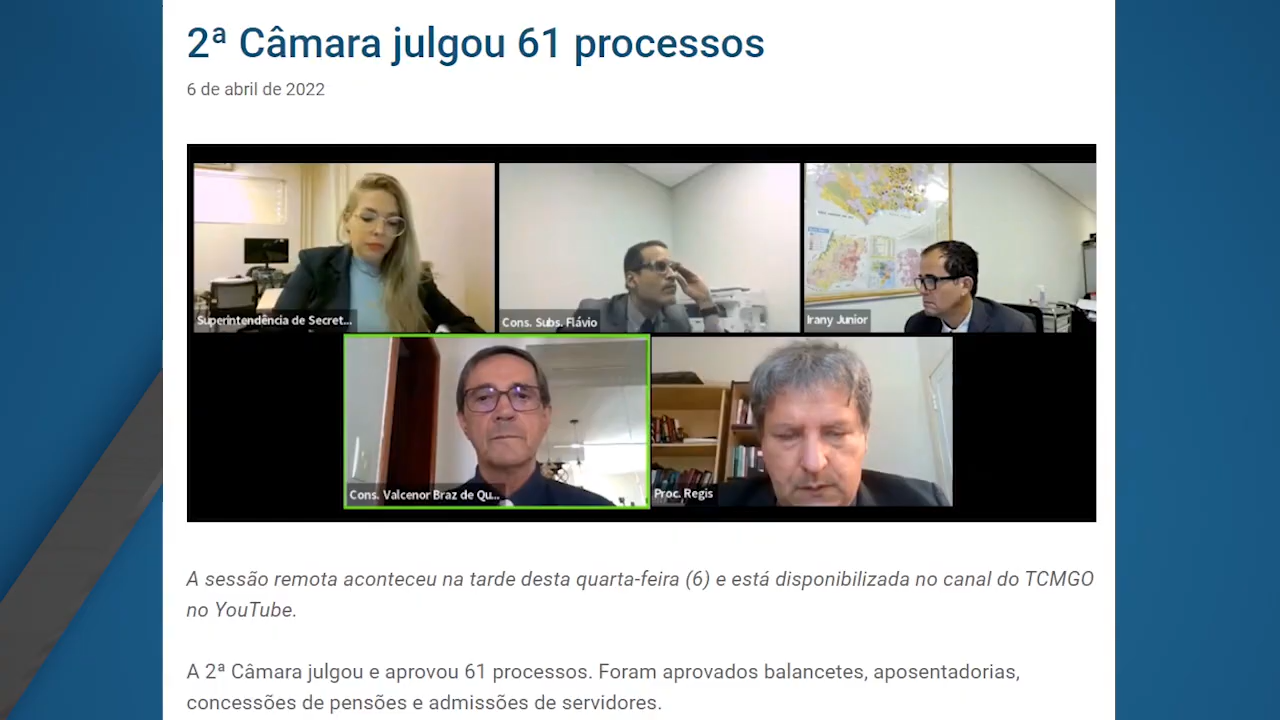 2ª Câmara julgou 61 processos
6 de abril de 2022
Superintendência de Secret...
Cons. Subs. Flávio
Irany Junior
Cons. Valcenor Braz de Qu...
Proc. Regis
A sessão remota aconteceu na tarde desta quarta-feira (6) e está disponibilizada no canal do TCMGO
no YouTube.
A 2ª Câmara julgou e aprovou 61 processos. Foram aprovados balancetes, aposentadorias,
concessões de pensões e admissões de servidores.